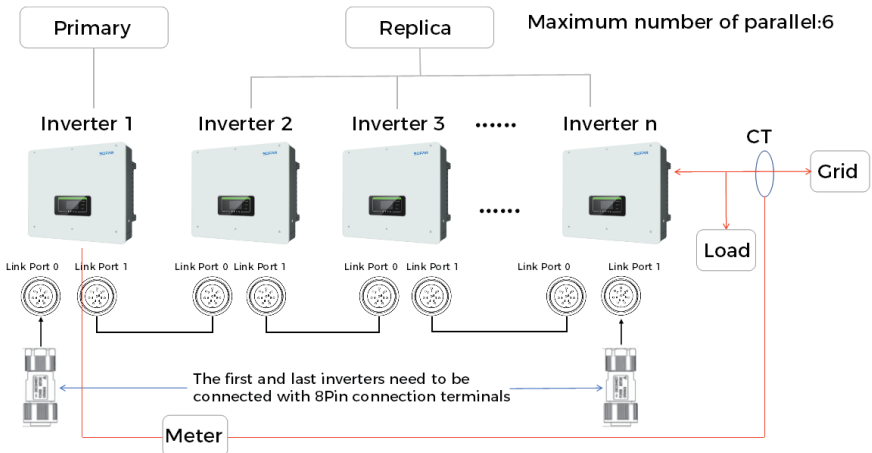 Primary
Replica
Maximum number of parallel:6
Inverter 1
Inverter 2
Inverter 3
······
Inverter n
CT
Grid
······
Load
Link Port 0
Link Port 1
Link Port 0
Link Port 1
Link Port 0
Link Port 1
Link Port 0
Link Port 1
The first and last inverters need to be
connected with 8Pin connection terminals
Meter